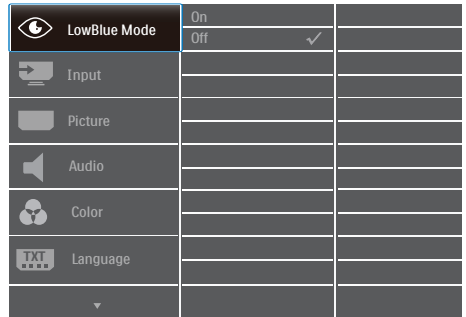 LowBlue Mode
On
Off
Input
Picture
Audio
Color
TXT
Language